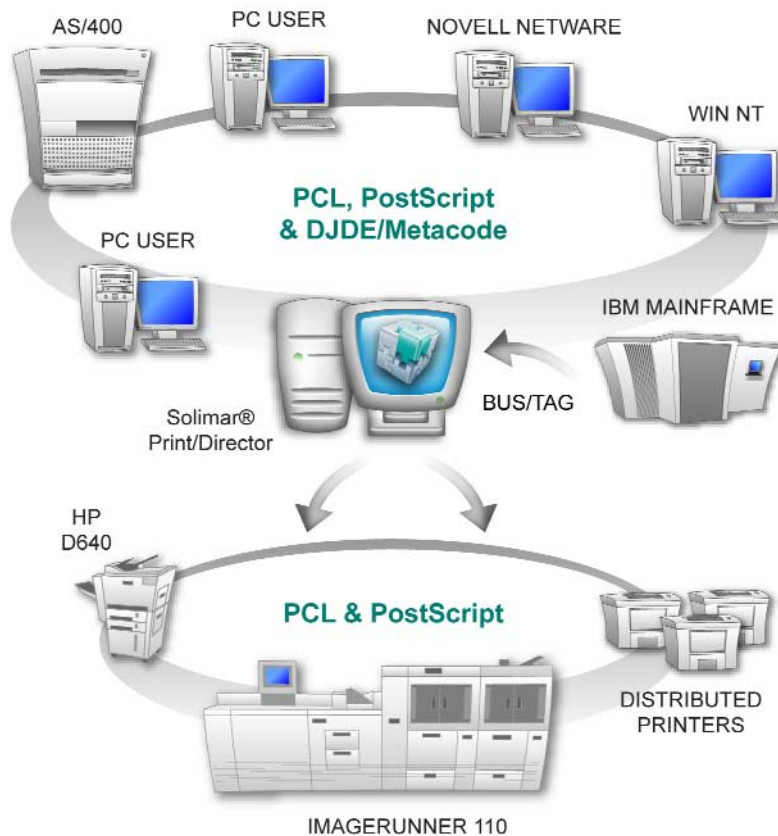 AS/400
PC USER
NOVELL NETWARE
WIN NT
PCL, PostScript
& DJDE/Metacode
PC USER
IBM MAINFRAME
BUS/TAG
Solimar®
Print/Director
HP
D640
PCL & PostScript
DISTRIBUTED
PRINTERS
IMAGERUNNER 110